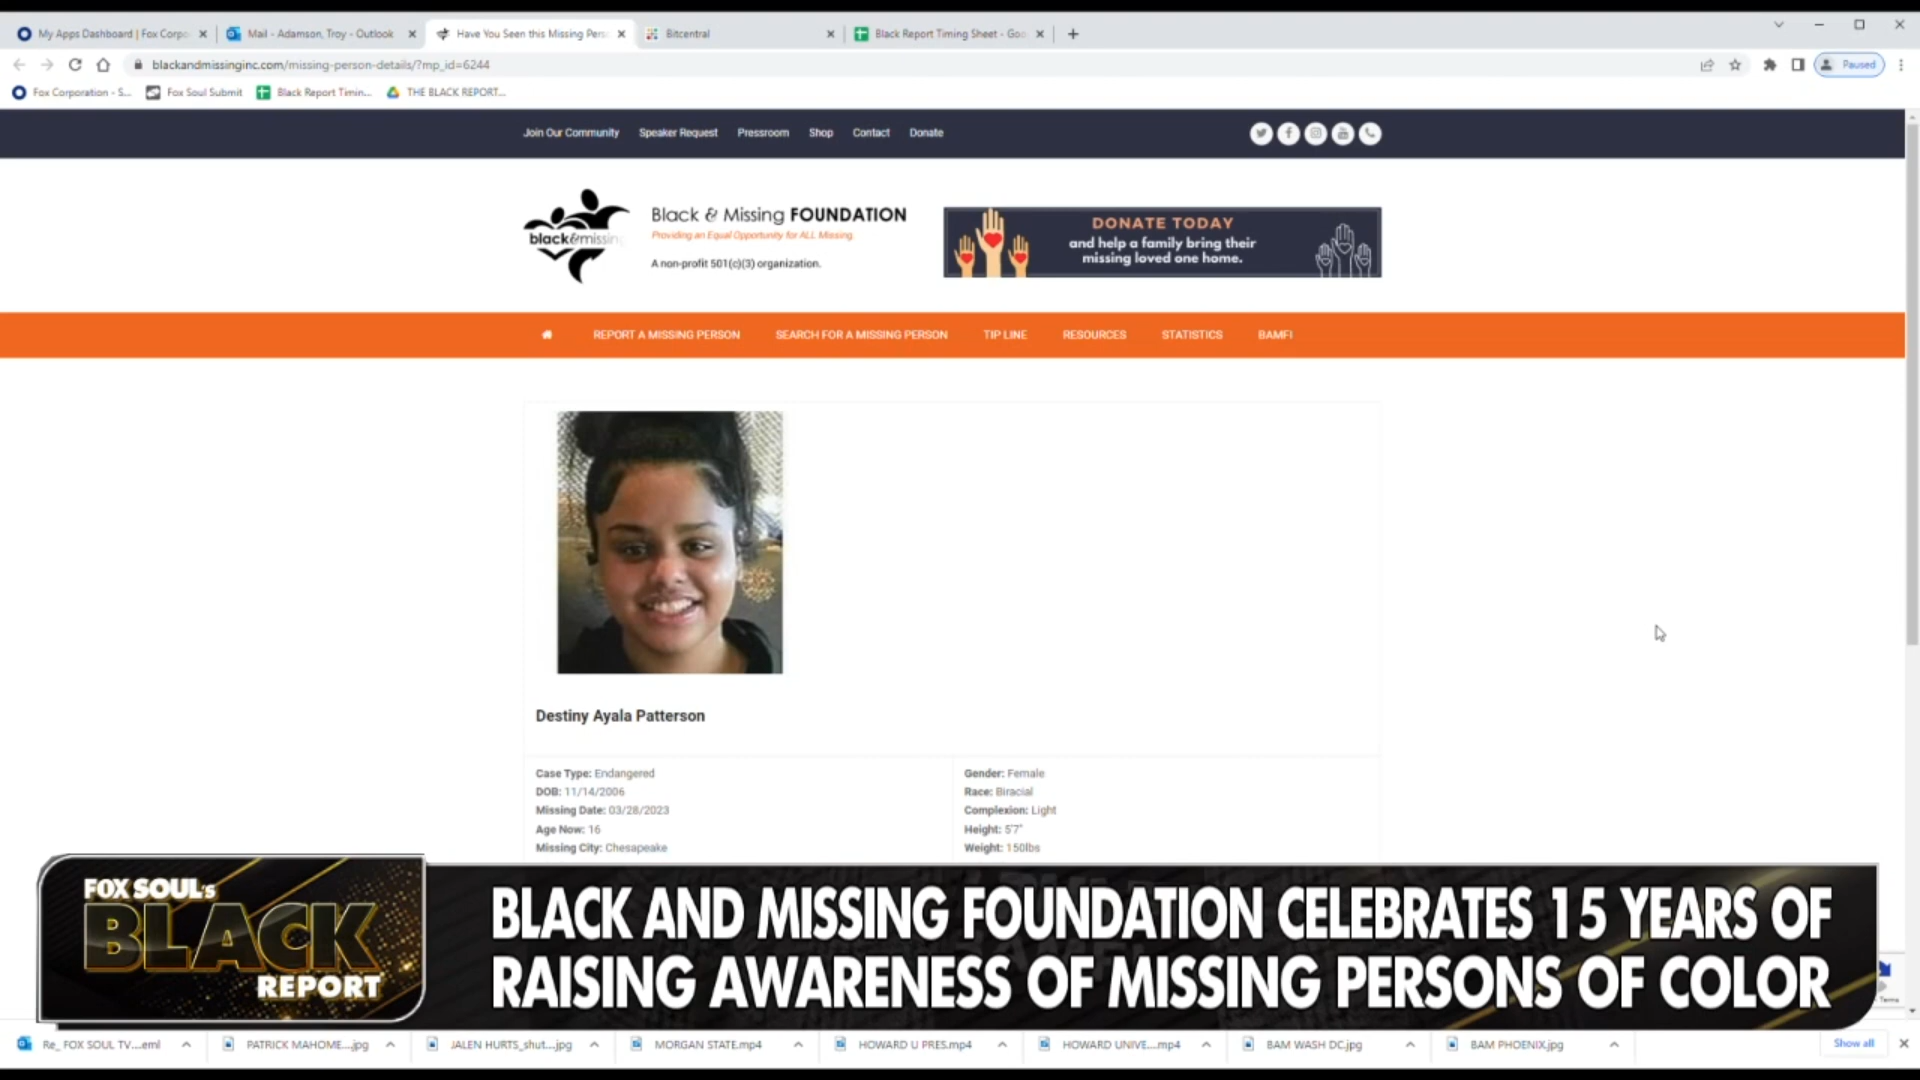 My Apps Dashboard | Fox Corpo
Mail - Adamson, Troy - Outlook
Have You Seen this Missing Pers
Bitcentral
Black Report Timing Sheet - Goo
blackandmissinginc.com/missing-person-details/?mp_id=6244
Paused
Fox Corporation - S...
Fox Soul Submit
Black Report Timin...
THE BLACK REPORT...
Join Our Community
Speaker Request
Pressroom
Shop
Contact
Donate
black&missing
Black & Missing FOUNDATION
Providing an Equal Opportunity for ALL Missing.
A non-profit 501(c)(3) organization.
DONATE TODAY
and help a family bring their
missing loved one home.
REPORT A MISSING PERSON
SEARCH FOR A MISSING PERSON
TIP LINE
RESOURCES
STATISTICS
BAMFI
Destiny Ayala Patterson
Case Type: Endangered
DOB: 11/14/2006
Missing Date: 03/28/2023
Age Now: 16
Missing City: Chesapeake
Gender: Female
Race: Biracial
Complexion: Light
Height: 5'7"
Weight: 150lbs
FOX SOUL's
BLACK
REPORT
BLACK AND MISSING FOUNDATION CELEBRATES 15 YEARS OF
RAISING AWARENESS OF MISSING PERSONS OF COLOR
Terms
Re_ FOX SOUL TV....eml
PATRICK MAHOME....jpg
JALEN HURTS_shut....jpg
MORGAN STATE.mp4
HOWARD U PRES.mp4
HOWARD UNIVE....mp4
BAM WASH DC.jpg
BAM PHOENIX.jpg
Show all